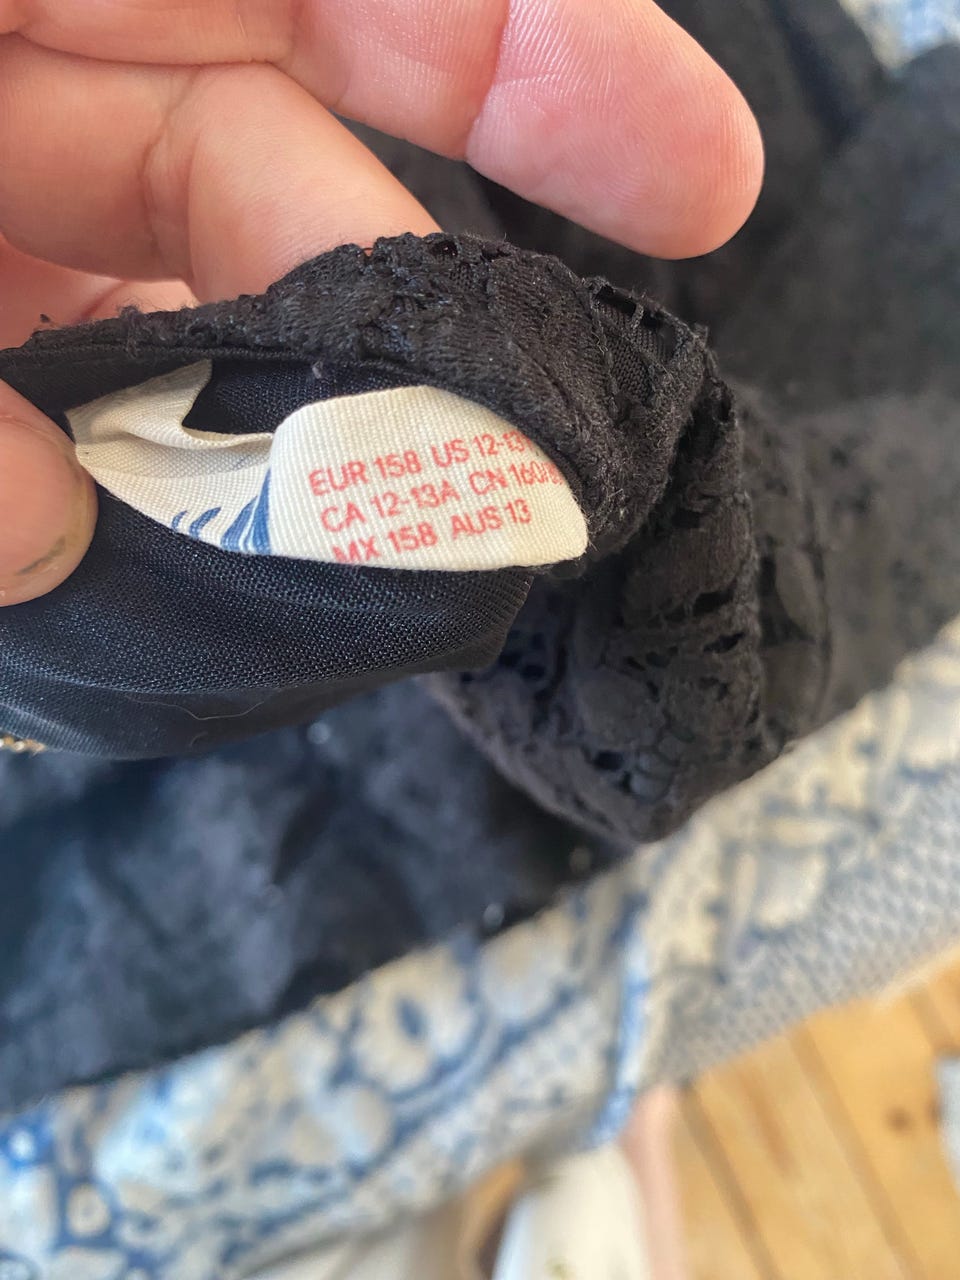 EUR 158 US 12-13
CA 12-13A CN 160/
MX 158 AUS 13